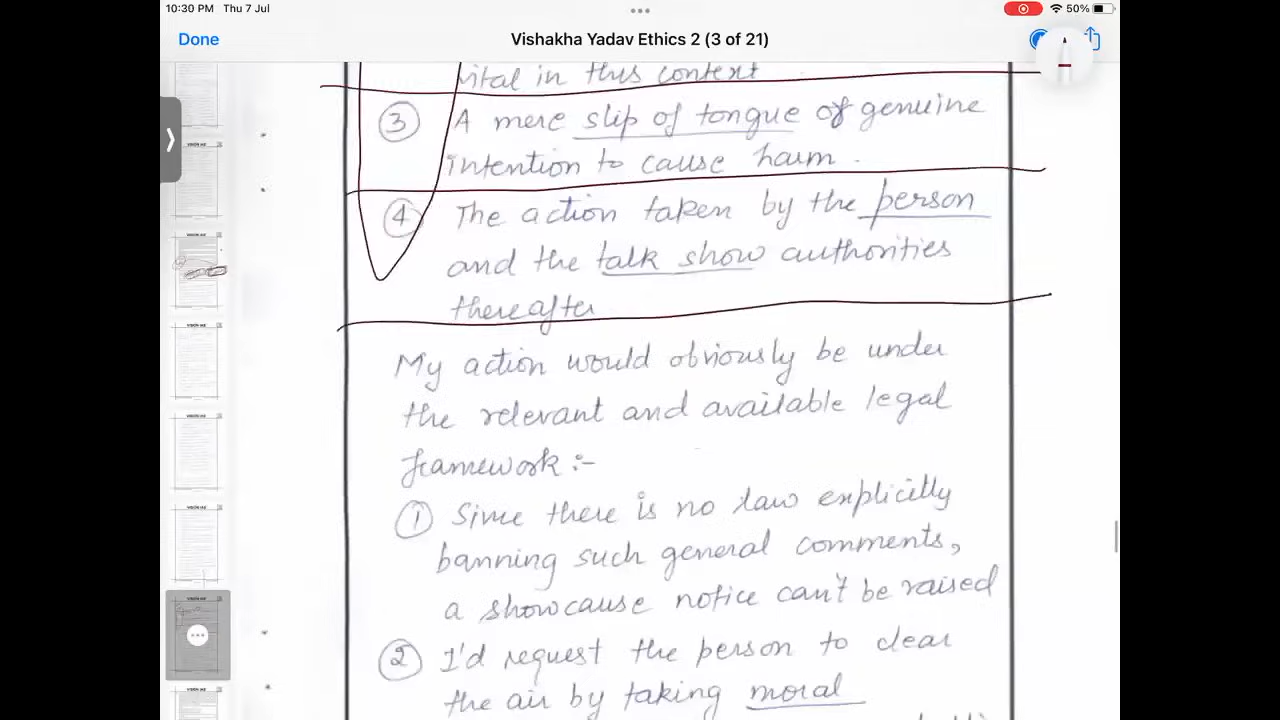 10:30 PM Thu 7 Jul
50%
Done
Vishakha Yadav Ethics 2 (3 of 21)
vital in this context
3 A mere slip of tongue of genuine
intention to cause harm.
4 The action taken by the person
and the talk show authorities
thereafter
My action would obviously be under
the relevant and available legal
framework :-
1 Since there is no law explicitly
banning such general comments,
a showcause notice can't be raised
2 I'd request the person to clear
the air by taking moral